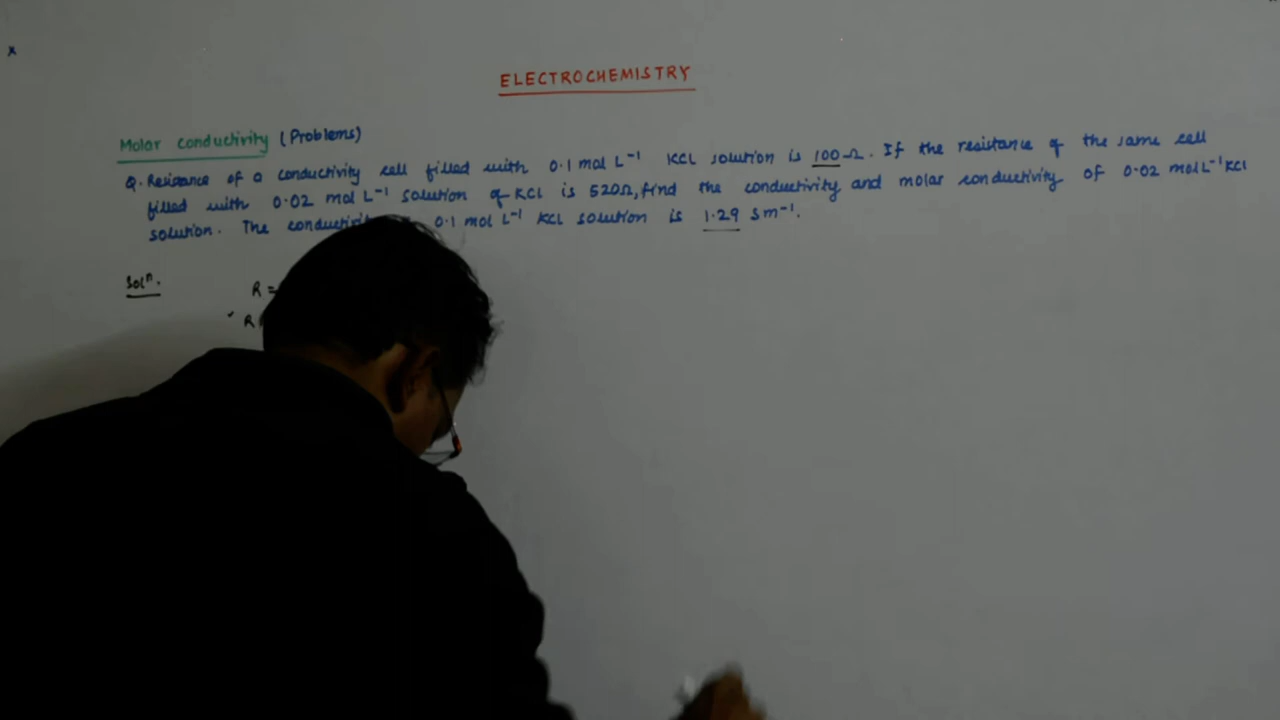 ELECTROCHEMISTRY
Molar conductivity (Problems)
Q. Resistance of a conductivity cell filled with 0.1 mol L⁻¹ KCl solution is 100Ω. If the resistance of the same cell
filled with 0.02 mol L⁻¹ solution of KCl is 520Ω, find the conductivity and molar conductivity of 0.02 mol L⁻¹ KCl
solution. The 0.1 mol L⁻¹ KCl solution is 1.29 Sm⁻¹.
Solⁿ.
R =
R